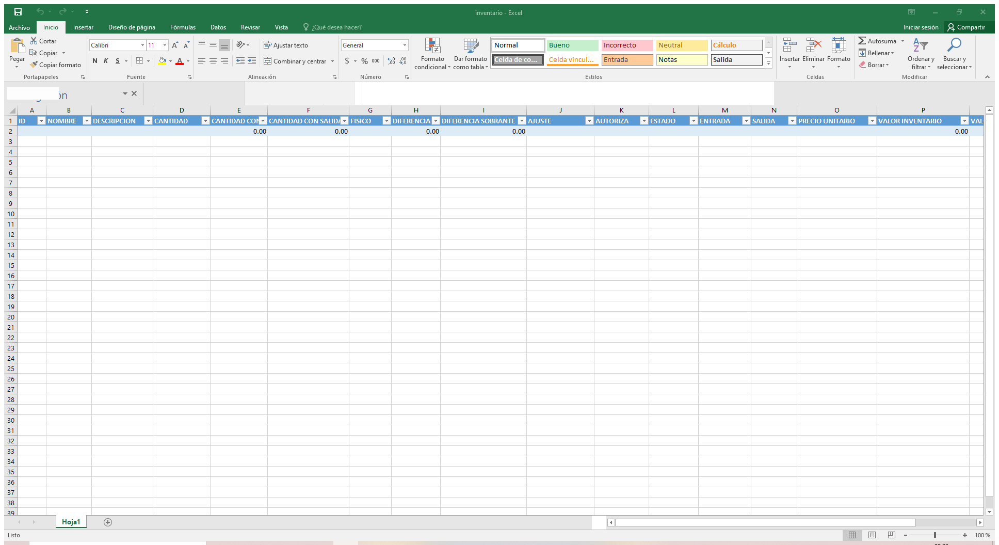 inventario - Excel
Archivo Inicio Insertar Diseño de página Fórmulas Datos Revisar Vista ¿Qué desea hacer? Iniciar sesión Compartir
Cortar
Copiar
Copiar formato
Pegar
Portapapeles
Calibri 11
N K S
Fuente
Ajustar texto
Combinar y centrar
Alineación
General
$ % 000
Número
Formato condicional
Dar formato como tabla
Normal Bueno Incorrecto Neutral Cálculo
Celda de co... Celda vincul... Entrada Notas Salida
Estilos
Insertar Eliminar Formato
Celdas
Autosuma
Rellenar
Borrar
Ordenar y filtrar
Buscar y seleccionar
Modificar
A B C D E F G H I J K L M N O P
1 ID NOMBRE DESCRIPCION CANTIDAD CANTIDAD CON CANTIDAD CON SALIDA FISICO DIFERENCIA DIFERENCIA SOBRANTE AJUSTE AUTORIZA ESTADO ENTRADA SALIDA PRECIO UNITARIO VALOR INVENTARIO VAL
2 0.00 0.00 0.00 0.00 0.00
3
4
5
6
7
8
9
10
11
12
13
14
15
16
17
18
19
20
21
22
23
24
25
26
27
28
29
30
31
32
33
34
35
36
37
38
39
Hoja1
Listo
100 %